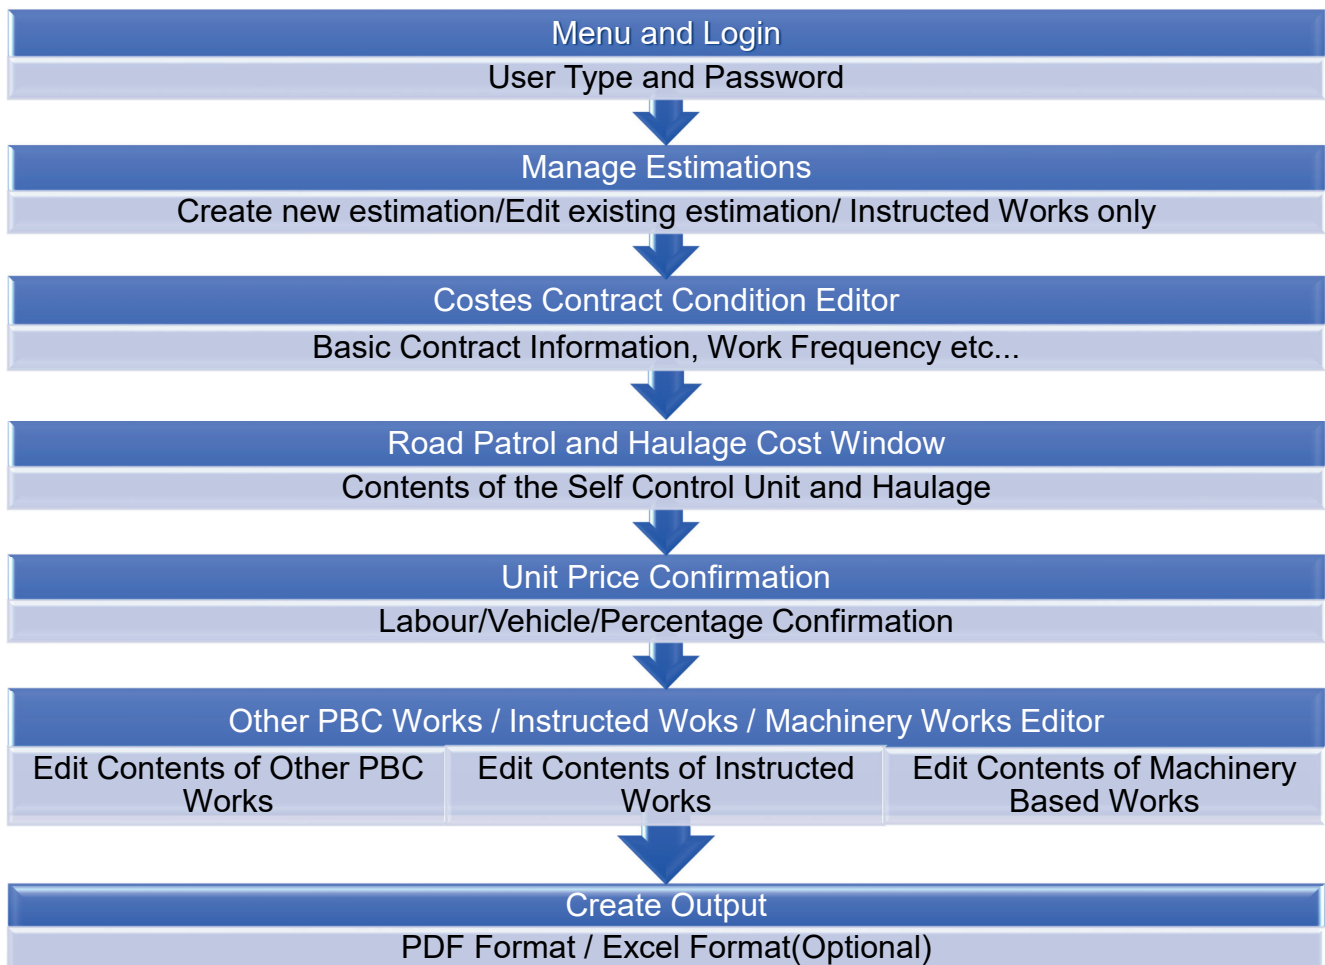 Menu and Login
User Type and Password
Manage Estimations
Create new estimation/Edit existing estimation/ Instructed Works only
Costes Contract Condition Editor
Basic Contract Information, Work Frequency etc...
Road Patrol and Haulage Cost Window
Contents of the Self Control Unit and Haulage
Unit Price Confirmation
Labour/Vehicle/Percentage Confirmation
Other PBC Works / Instructed Woks / Machinery Works Editor
Edit Contents of Other PBC
Works
Edit Contents of Instructed
Works
Edit Contents of Machinery
Based Works
Create Output
PDF Format / Excel Format(Optional)